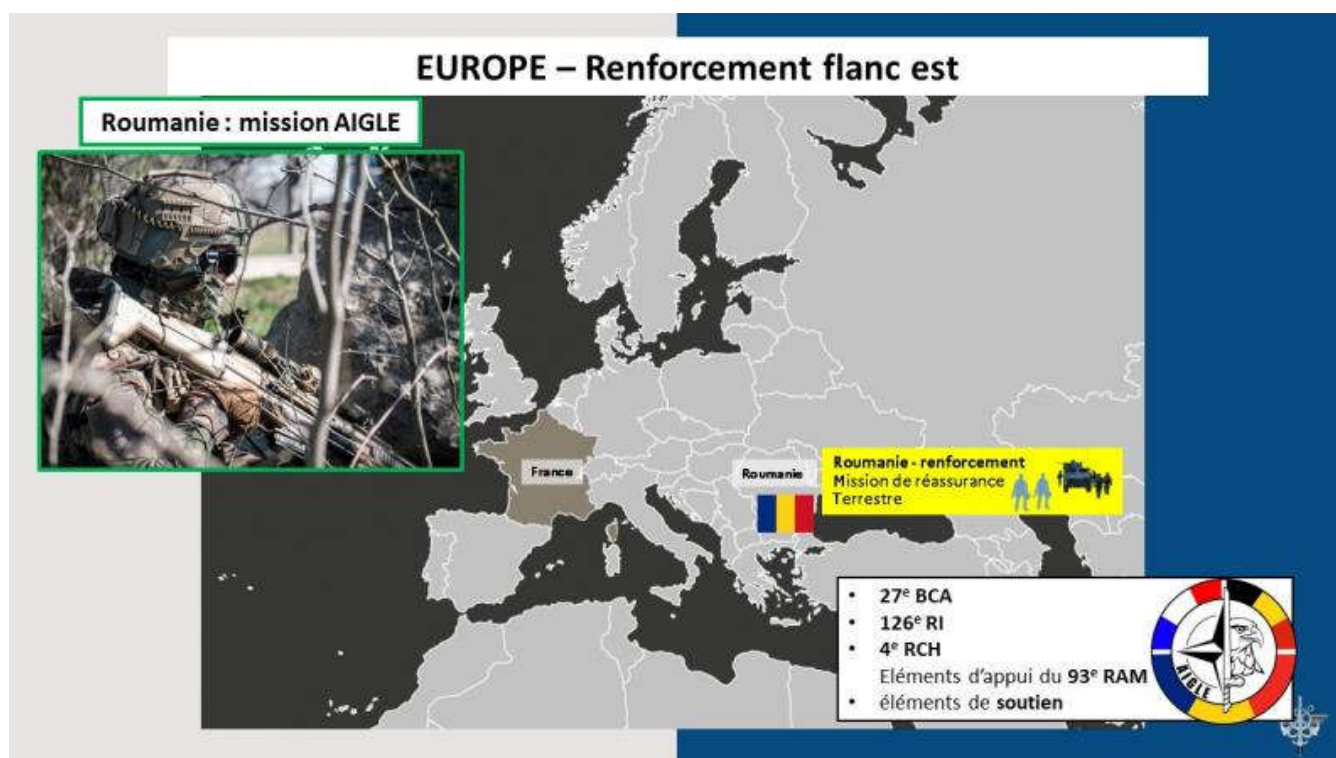 EUROPE – Renforcement flanc est
Roumanie : mission AIGLE
France
Roumanie
Roumanie - renforcement
Mission de réassurance
Terrestre
• 27e BCA
• 126e RI
• 4e RCH
Eléments d'appui du 93e RAM
• éléments de soutien
AIGLE